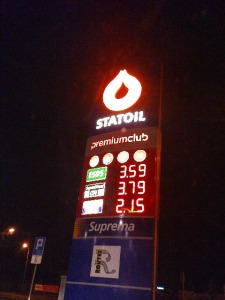 STATOIL
premiumclub
E95 3.59
3.79
2.15
Suprema